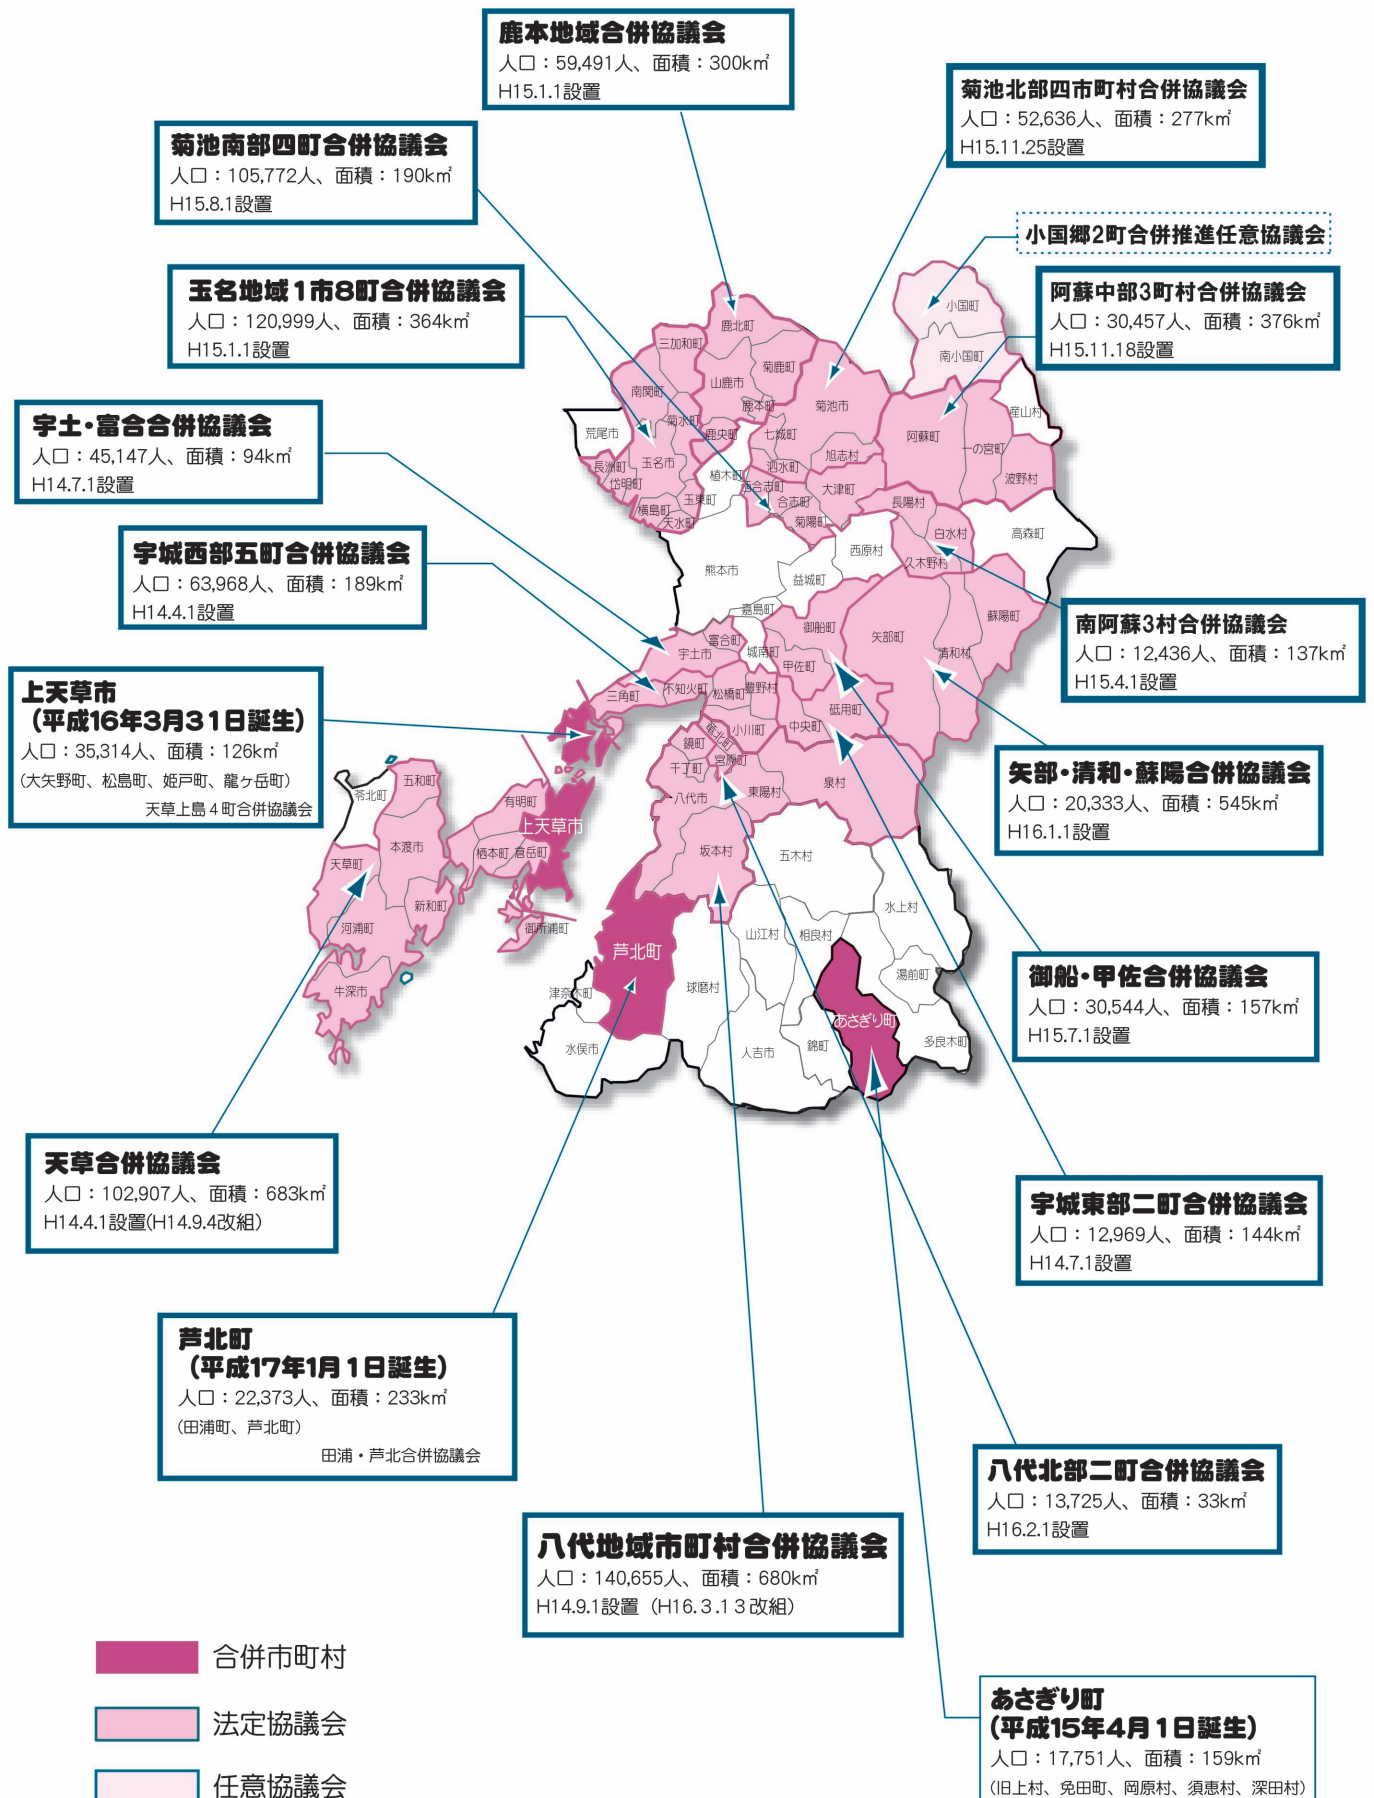 鹿本地域合併協議会
人口：59,491人、面積：300k㎡
H15.1.1設置
菊池北部四市町村合併協議会
人口：52,636人、面積：277k㎡
H15.11.25設置
菊池南部四町合併協議会
人口：105,772人、面積：190k㎡
H15.8.1設置
小国郷2町合併推進任意協議会
玉名地域1市8町合併協議会
人口：120,999人、面積：364k㎡
H15.1.1設置
阿蘇中部3町村合併協議会
人口：30,457人、面積：376k㎡
H15.11.18設置
宇土・富合合併協議会
人口：45,147人、面積：94k㎡
H14.7.1設置
宇城西部五町合併協議会
人口：63,968人、面積：189k㎡
H14.4.1設置
南阿蘇3村合併協議会
人口：12,436人、面積：137k㎡
H15.4.1設置
上天草市
（平成16年3月31日誕生）
人口：35,314人、面積：126k㎡
（大矢野町、松島町、姫戸町、龍ヶ岳町）
天草上島4町合併協議会
矢部・清和・蘇陽合併協議会
人口：20,333人、面積：545k㎡
H16.1.1設置
御船・甲佐合併協議会
人口：30,544人、面積：157k㎡
H15.7.1設置
天草合併協議会
人口：102,907人、面積：683k㎡
H14.4.1設置(H14.9.4改組)
宇城東部二町合併協議会
人口：12,969人、面積：144k㎡
H14.7.1設置
芦北町
（平成17年1月1日誕生）
人口：22,373人、面積：233k㎡
（田浦町、芦北町）
田浦・芦北合併協議会
八代北部二町合併協議会
人口：13,725人、面積：33k㎡
H16.2.1設置
八代地域市町村合併協議会
人口：140,655人、面積：680k㎡
H14.9.1設置（H16.3.13改組）
あさぎり町
（平成15年4月1日誕生）
人口：17,751人、面積：159k㎡
（旧上村、免田町、岡原村、須恵村、深田村）
小国町
南小国町
鹿北町
三加和町
菊鹿町
山鹿市
南関町
鹿本町
菊池市
産山村
菊水町
荒尾市
鹿央町
七城町
阿蘇町
一の宮町
旭志村
玉名市
長洲町
泗水町
植木町
波野村
岱明町
西合志町
大津町
玉東町
合志町
長陽村
横島町
天水町
菊陽町
白水村
高森町
西原村
久木野村
熊本市
益城町
嘉島町
蘇陽町
御船町
矢部町
富合町
宇土市
城南町
清和村
甲佐町
不知火町
三角町
松橋町
豊野村
砥用町
中央町
小川町
竜北町
鏡町
宮原町
千丁町
泉村
東陽村
八代市
五和町
苓北町
有明町
上天草市
本渡市
栖本町
倉岳町
天草町
坂本村
五木村
新和町
水上村
河浦町
御所浦町
山江村
相良村
芦北町
湯前町
牛深市
津奈木町
球磨村
あさぎり町
水俣市
人吉市
錦町
多良木町
合併市町村
法定協議会
任意協議会